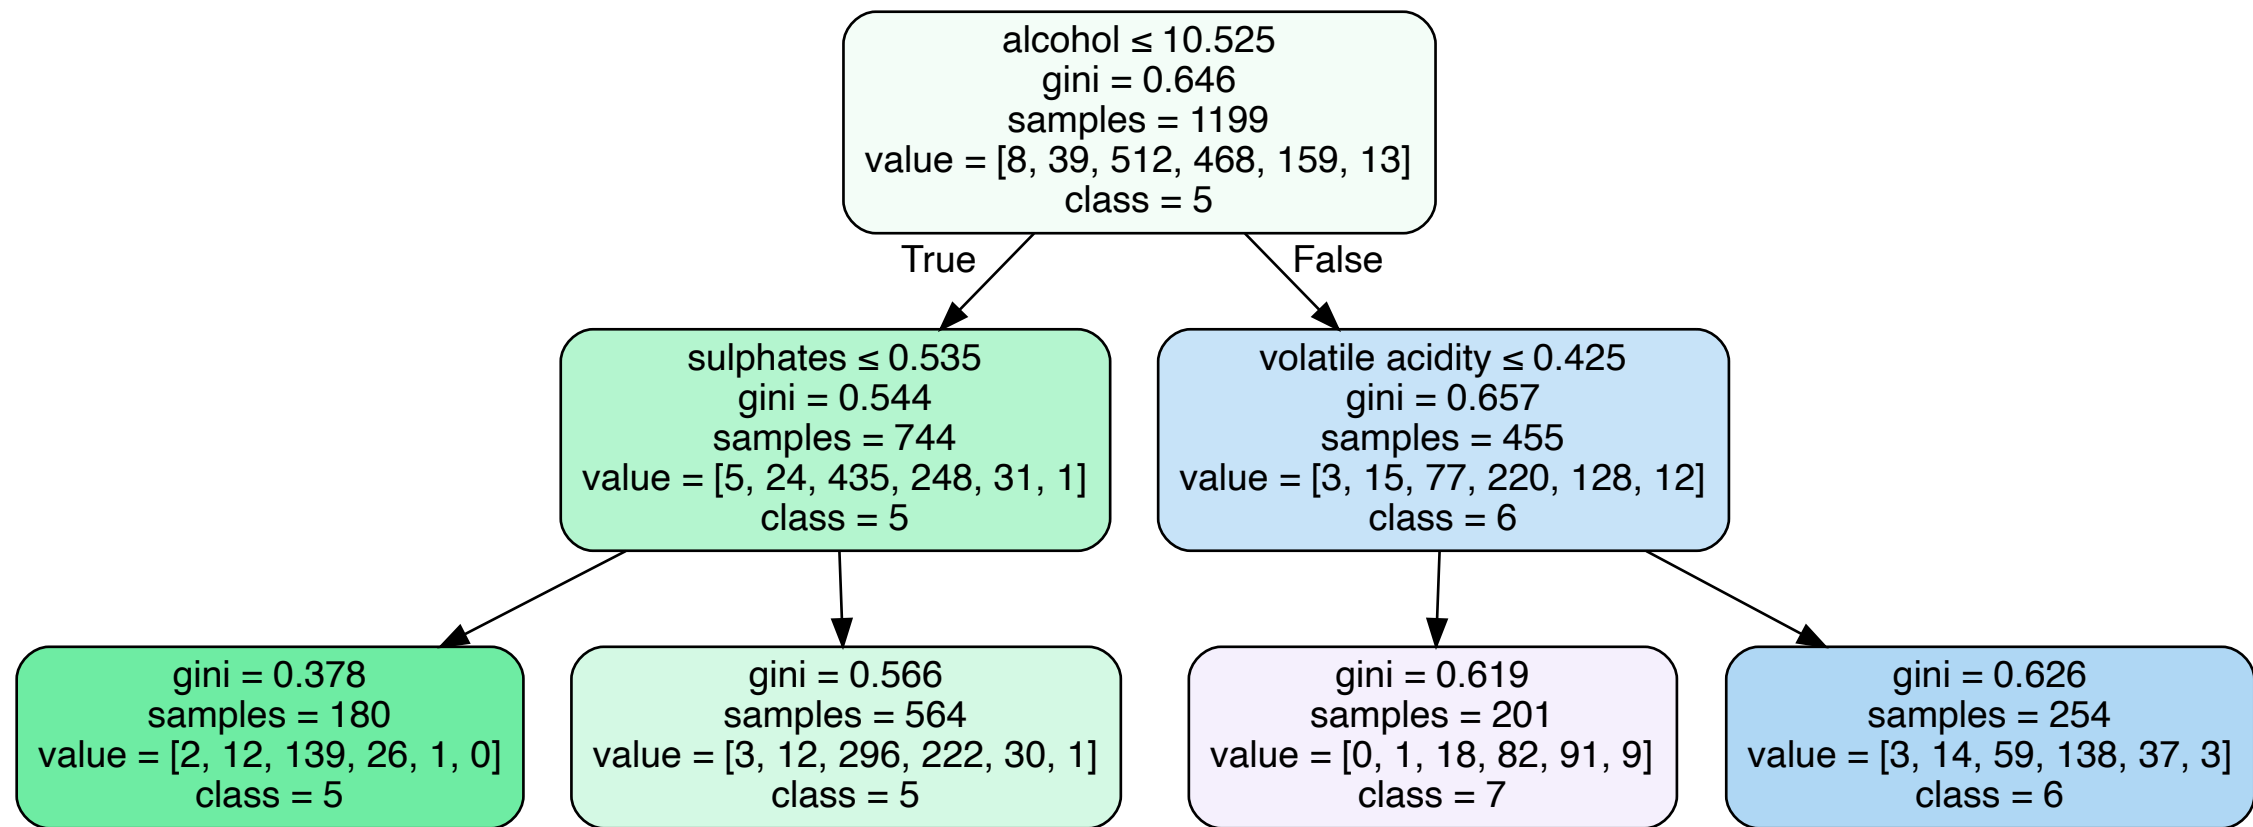 alcohol ≤ 10.525
gini = 0.646
samples = 1199
value = [8, 39, 512, 468, 159, 13]
class = 5
True
False
sulphates ≤ 0.535
gini = 0.544
samples = 744
value = [5, 24, 435, 248, 31, 1]
class = 5
volatile acidity ≤ 0.425
gini = 0.657
samples = 455
value = [3, 15, 77, 220, 128, 12]
class = 6
gini = 0.378
samples = 180
value = [2, 12, 139, 26, 1, 0]
class = 5
gini = 0.566
samples = 564
value = [3, 12, 296, 222, 30, 1]
class = 5
gini = 0.619
samples = 201
value = [0, 1, 18, 82, 91, 9]
class = 7
gini = 0.626
samples = 254
value = [3, 14, 59, 138, 37, 3]
class = 6